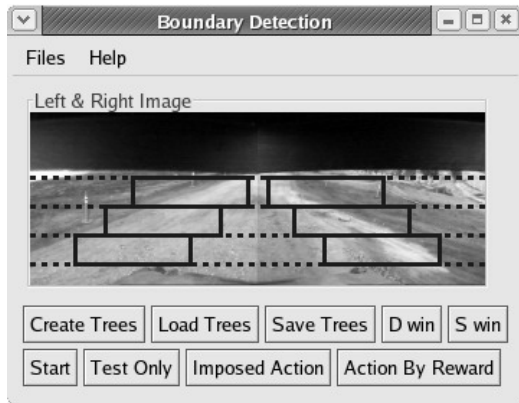 Boundary Detection
Files Help
Left & Right Image
Create Trees Load Trees Save Trees D win S win
Start Test Only Imposed Action Action By Reward